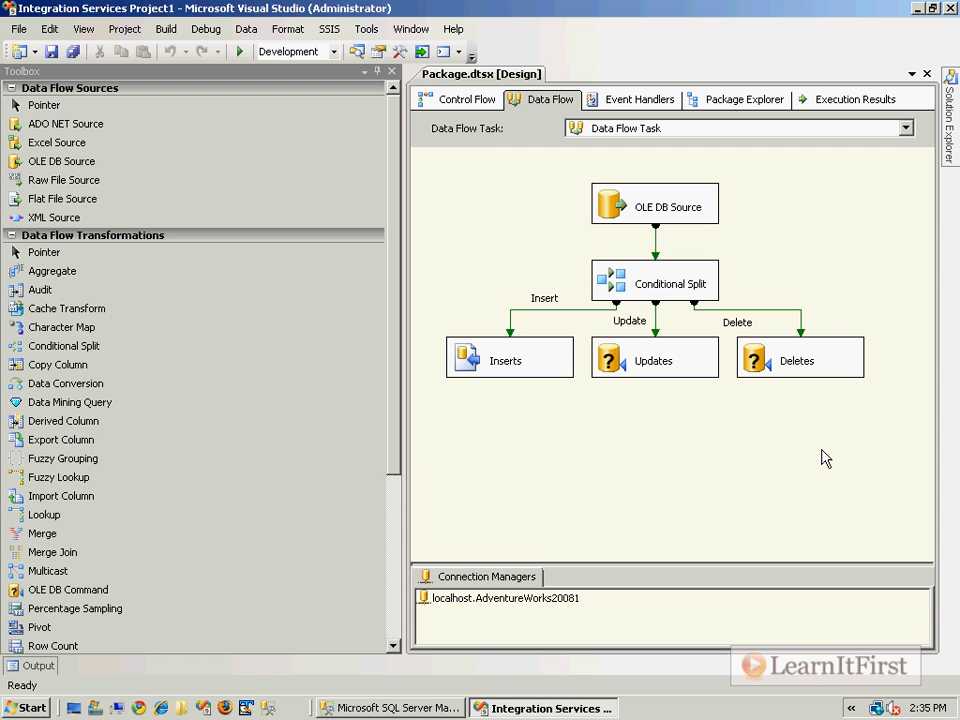 Integration Services Project1 - Microsoft Visual Studio (Administrator)
File Edit View Project Build Debug Data Format SSIS Tools Window Help
Development
Toolbox
Data Flow Sources
Pointer
ADO NET Source
Excel Source
OLE DB Source
Raw File Source
Flat File Source
XML Source
Data Flow Transformations
Pointer
Aggregate
Audit
Cache Transform
Character Map
Conditional Split
Copy Column
Data Conversion
Data Mining Query
Derived Column
Export Column
Fuzzy Grouping
Fuzzy Lookup
Import Column
Lookup
Merge
Merge Join
Multicast
OLE DB Command
Percentage Sampling
Pivot
Row Count
Output
Package.dtsx [Design]
Control Flow Data Flow Event Handlers Package Explorer Execution Results
Data Flow Task: Data Flow Task
OLE DB Source
Conditional Split
Insert
Update
Delete
Inserts
Updates
Deletes
Connection Managers
localhost.AdventureWorks20081
Solution Explorer
LearnItFirst
Ready
Start
Microsoft SQL Server Ma...
Integration Services ...
2:35 PM